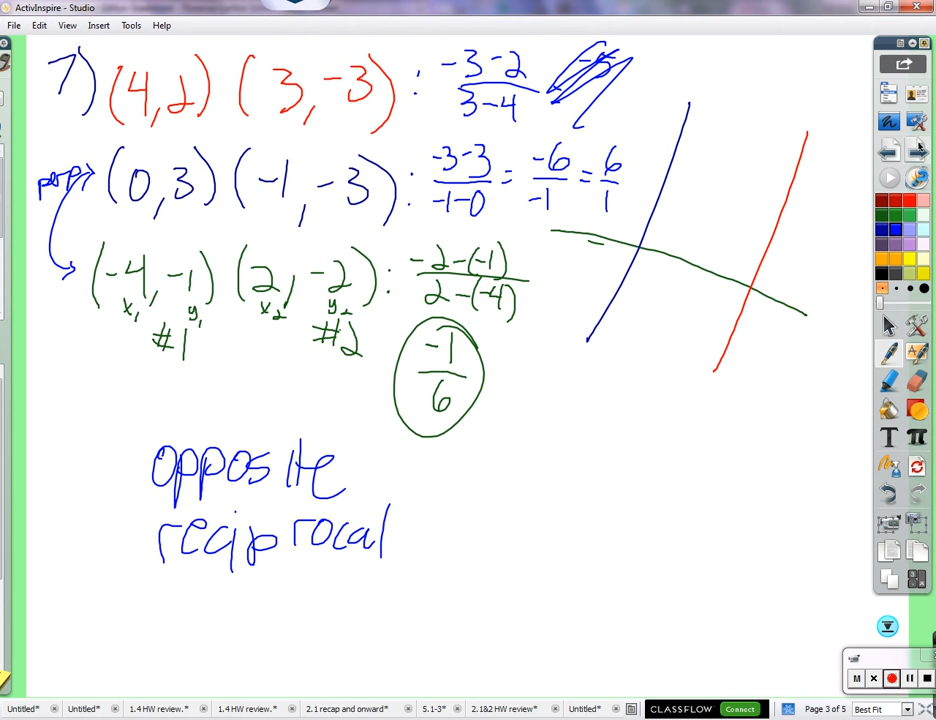 ActivInspire - Studio
File Edit View Insert Tools Help
7) (4,2) (3,-3) : -3-2 / 3-4
perp (0,3) (-1,-3) : -3-3 / -1-0 = -6 / -1 = 6 / 1
(-4,-1) (2,-2) : -2-(-1) / 2-(-4)
x₁ y₁ x₂ y₂
#1 #2
-1 / 6
opposite
reciprocal
M
Untitled* Untitled* 1.4 HW review.* 1.4 HW review.* 2.1 recap and onward* 5.1-3* 2.1&2 HW review* Untitled* CLASSFLOW Connect Page 3 of 5 Best Fit